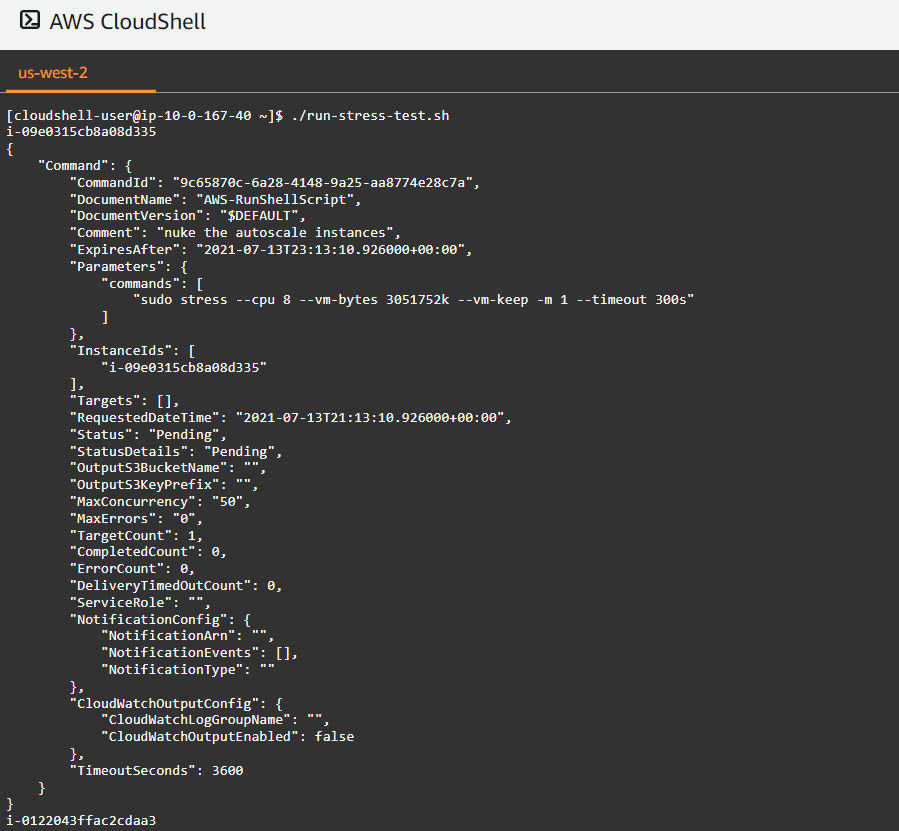 AWS CloudShell
us-west-2
[cloudshell-user@ip-10-0-167-40 ~]$ ./run-stress-test.sh
i-09e0315cb8a08d335
{
    "Command": {
        "CommandId": "9c65870c-6a28-4148-9a25-aa8774e28c7a",
        "DocumentName": "AWS-RunShellScript",
        "DocumentVersion": "$DEFAULT",
        "Comment": "nuke the autoscale instances",
        "ExpiresAfter": "2021-07-13T23:13:10.926000+00:00",
        "Parameters": {
            "commands": [
                "sudo stress --cpu 8 --vm-bytes 3051752k --vm-keep -m 1 --timeout 300s"
            ]
        },
        "InstanceIds": [
            "i-09e0315cb8a08d335"
        ],
        "Targets": [],
        "RequestedDateTime": "2021-07-13T21:13:10.926000+00:00",
        "Status": "Pending",
        "StatusDetails": "Pending",
        "OutputS3BucketName": "",
        "OutputS3KeyPrefix": "",
        "MaxConcurrency": "50",
        "MaxErrors": "0",
        "TargetCount": 1,
        "CompletedCount": 0,
        "ErrorCount": 0,
        "DeliveryTimedOutCount": 0,
        "ServiceRole": "",
        "NotificationConfig": {
            "NotificationArn": "",
            "NotificationEvents": [],
            "NotificationType": ""
        },
        "CloudWatchOutputConfig": {
            "CloudWatchLogGroupName": "",
            "CloudWatchOutputEnabled": false
        },
        "TimeoutSeconds": 3600
    }
}
i-0122043ffac2cdaa3